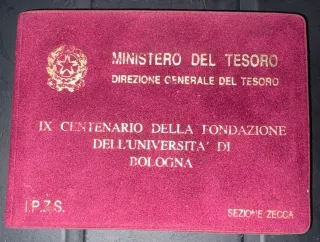 MINISTERO DEL TESORO
DIREZIONE GENERALE DEL TESORO
IX CENTENARIO DELLA FONDAZIONE
DELL'UNIVERSITA' DI
BOLOGNA
I.P.Z.S.
SEZIONE ZECCA